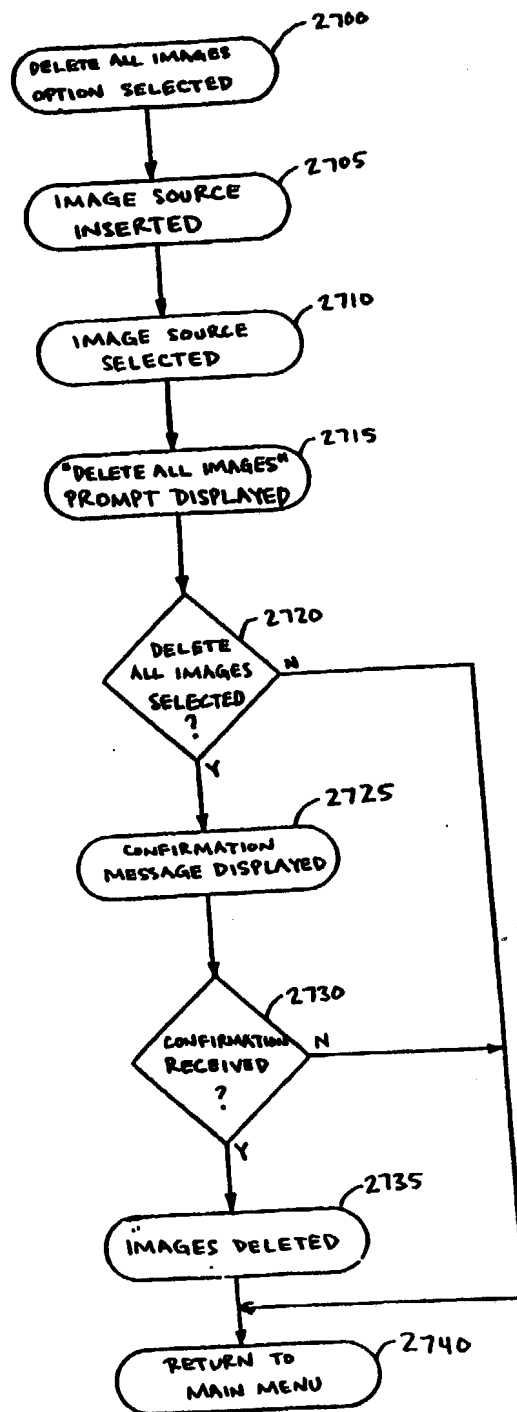 2700
DELETE ALL IMAGES
OPTION SELECTED
2705
IMAGE SOURCE
INSERTED
2710
IMAGE SOURCE
SELECTED
2715
"DELETE ALL IMAGES"
PROMPT DISPLAYED
2720
DELETE
ALL IMAGES
SELECTED
?
N
Y
2725
CONFIRMATION
MESSAGE DISPLAYED
2730
CONFIRMATION
RECEIVED
?
N
Y
2735
IMAGES DELETED
2740
RETURN TO
MAIN MENU